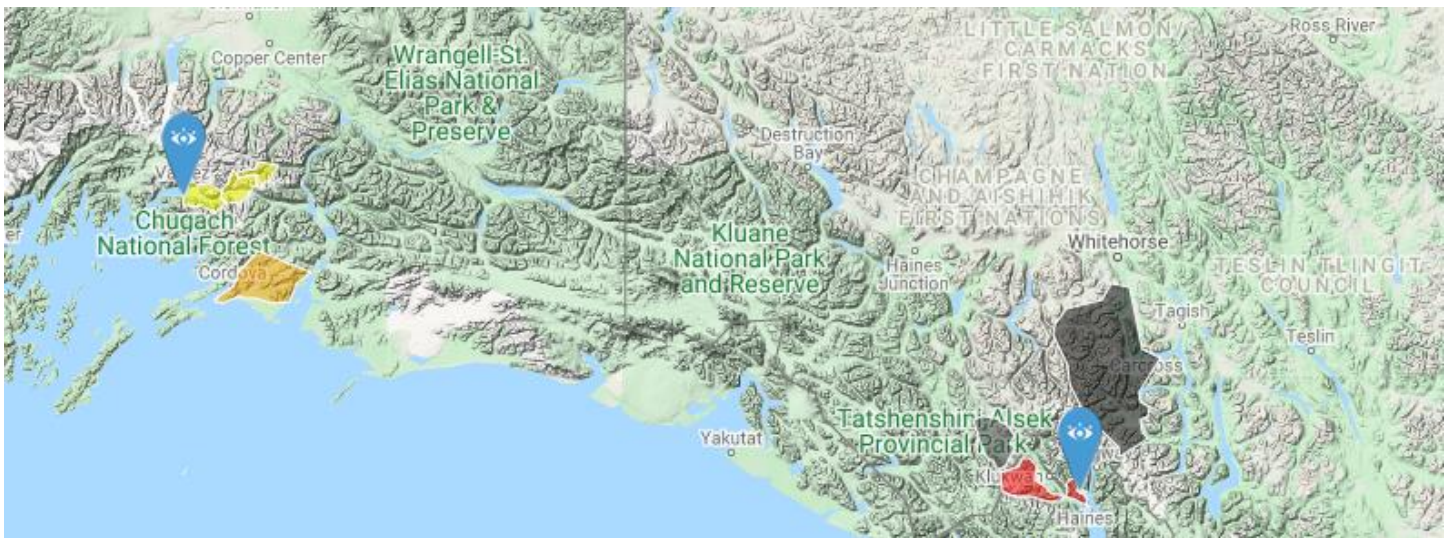 Copper Center
Wrangell-St.
Elias National
Park &
Preserve
LITTLE SALMON
CARMACKS
FIRST NATION
Ross River
Destruction
Bay
CHAMPAGNE
FIRST NATIONS
Chugach
National Forest
Cordova
Kluane
National Park
and Reserve
Haines
Junction
Whitehorse
TESLIN TLINGIT
COUNCIL
Tagish
Teslin
Carcross
Tatshenshini-Alsek
Provincial Park
Yakutat
Klukwan
Haines